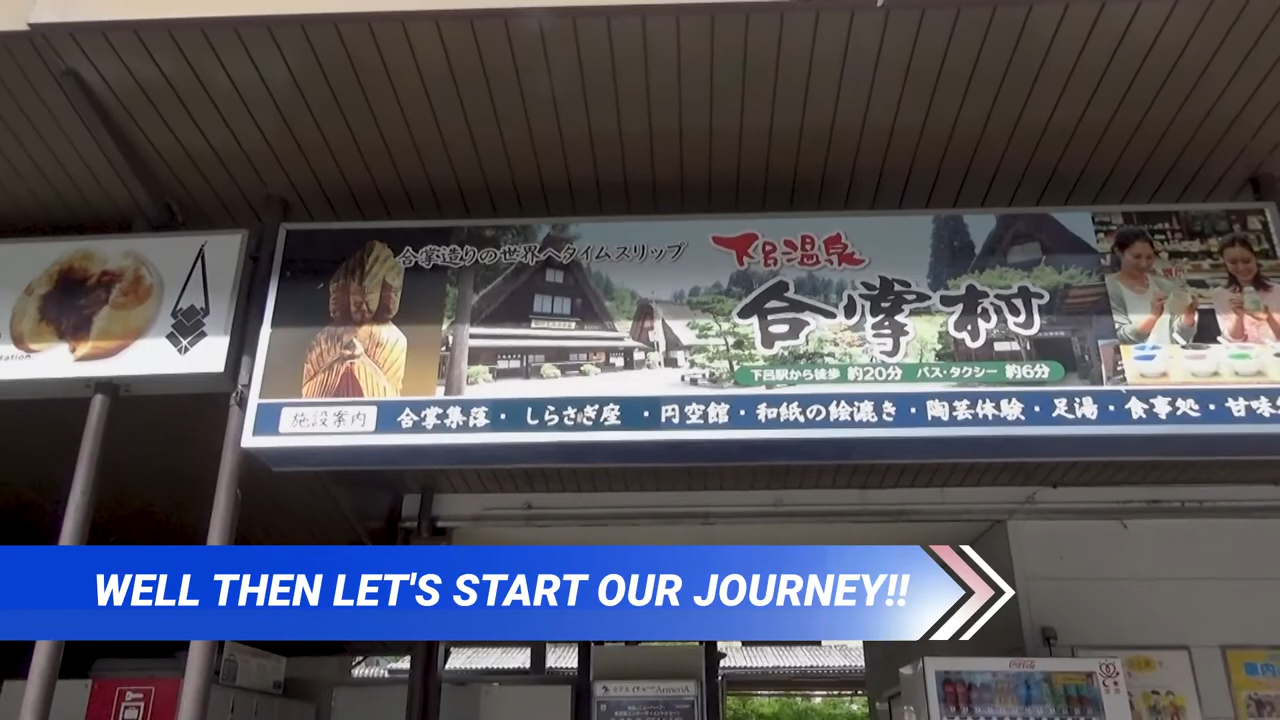 合掌造りの世界へタイムスリップ
下呂温泉
合掌村
下呂駅から徒歩 約20分 バス・タクシー 約6分
施設案内 合掌集落・しらさぎ座・円空館・和紙の絵漉き・陶芸体験・足湯・食事処・甘味
WELL THEN LET'S START OUR JOURNEY!!
Coca-Cola